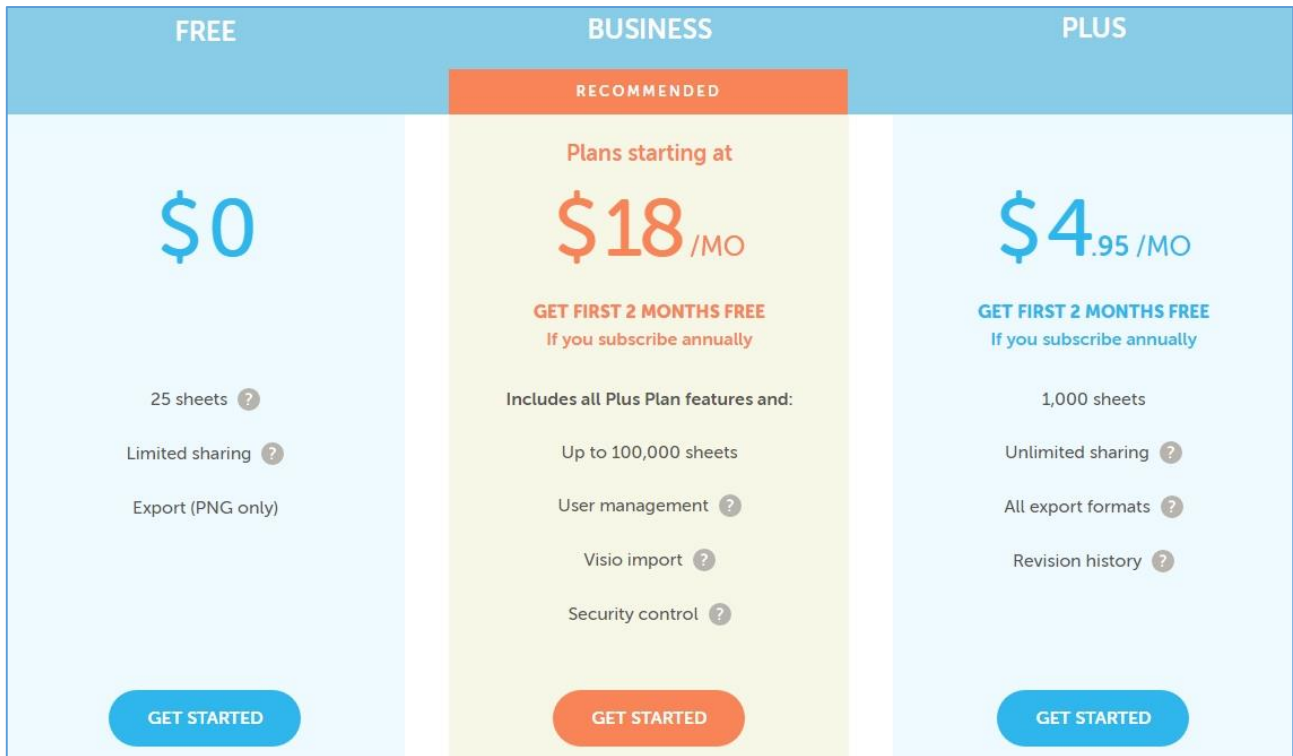 FREE
$0
25 sheets ?
Limited sharing ?
Export (PNG only)
GET STARTED
BUSINESS
RECOMMENDED
Plans starting at
$18 /MO
GET FIRST 2 MONTHS FREE
If you subscribe annually
Includes all Plus Plan features and:
Up to 100,000 sheets
User management ?
Visio import ?
Security control ?
GET STARTED
PLUS
$4.95 /MO
GET FIRST 2 MONTHS FREE
If you subscribe annually
1,000 sheets
Unlimited sharing ?
All export formats ?
Revision history ?
GET STARTED